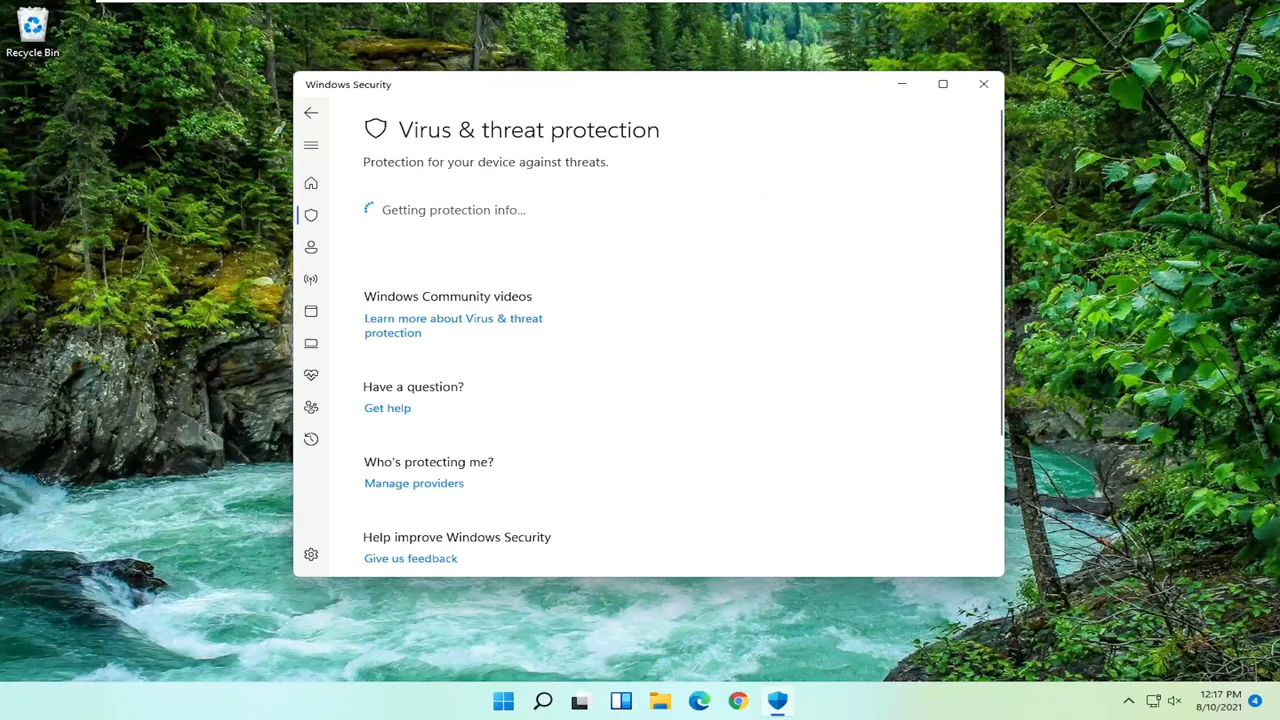 Recycle Bin
Windows Security
Virus & threat protection
Protection for your device against threats.
Getting protection info...
Windows Community videos
Learn more about Virus & threat
protection
Have a question?
Get help
Who's protecting me?
Manage providers
Help improve Windows Security
Give us feedback
12:17 PM
8/10/2021
4